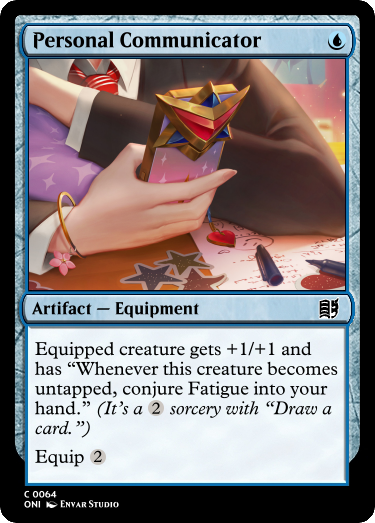 Personal Communicator
Artifact — Equipment
Equipped creature gets +1/+1 and
has “Whenever this creature becomes
untapped, conjure Fatigue into your
hand.” (It’s a 2 sorcery with “Draw a
card.”)
Equip 2
C 0064
ONI Envar Studio